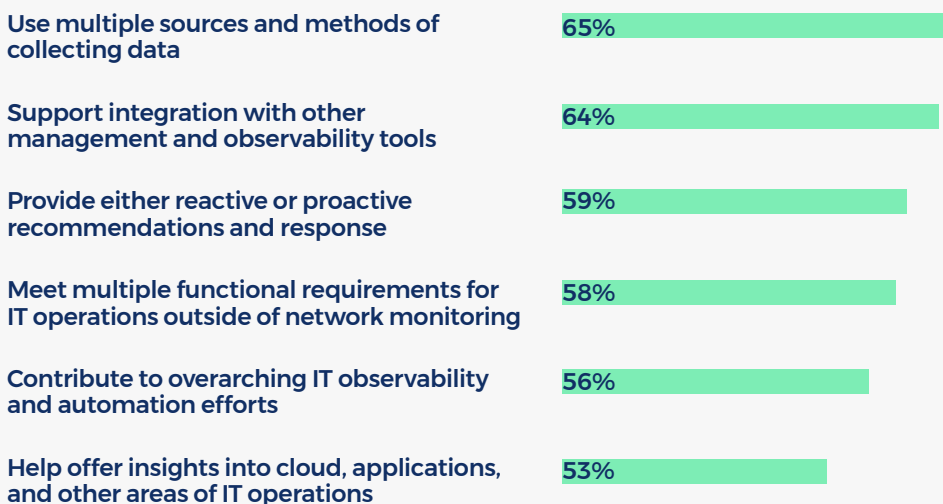 Use multiple sources and methods of
collecting data
65%
Support integration with other
management and observability tools
64%
Provide either reactive or proactive
recommendations and response
59%
Meet multiple functional requirements for
IT operations outside of network monitoring
58%
Contribute to overarching IT observability
and automation efforts
56%
Help offer insights into cloud, applications,
and other areas of IT operations
53%